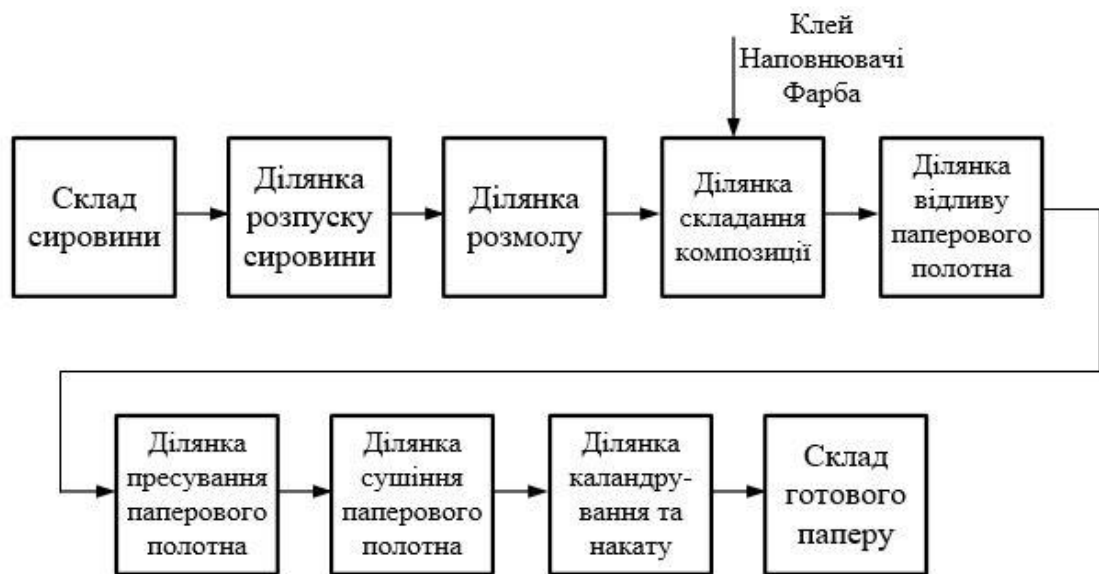 Клей
Наповнювачі
Фарба
Склад
сировини
Ділянка
розпуску
сировини
Ділянка
розмолу
Ділянка
складання
композиції
Ділянка
відливу
паперового
полотна
Ділянка
пресування
паперового
полотна
Ділянка
сушіння
паперового
полотна
Ділянка
каландру-
вання та
накату
Склад
готового
паперу